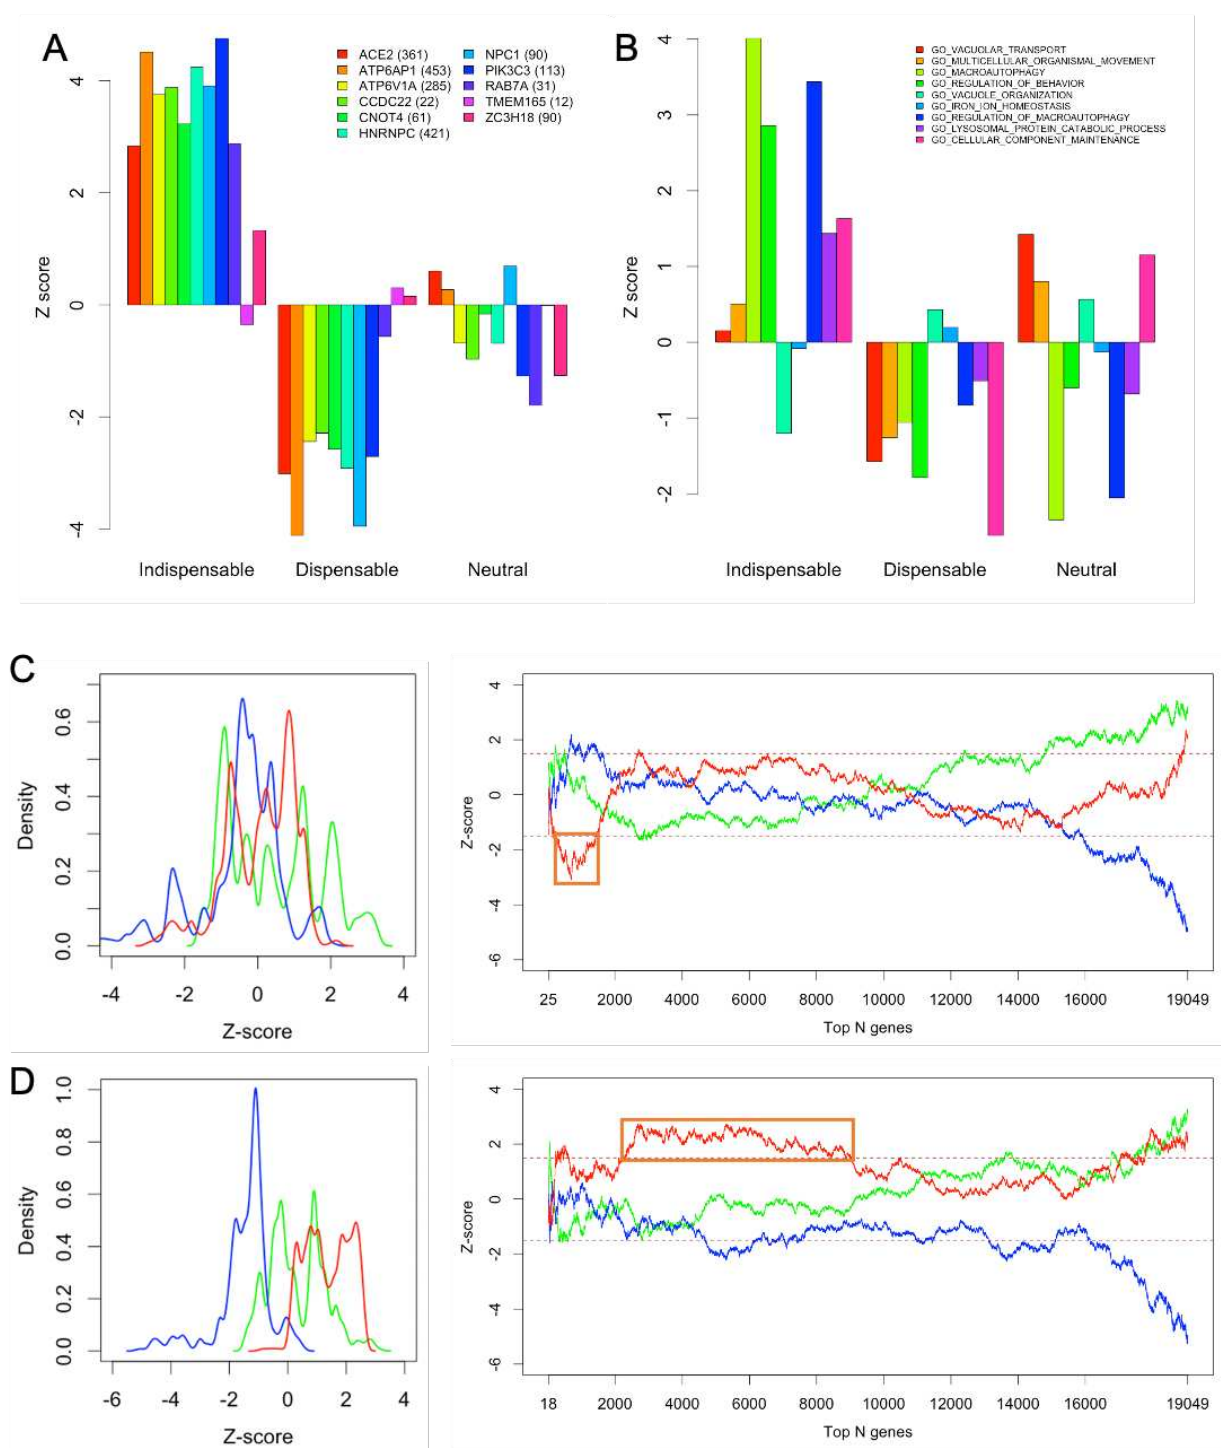 A
ACE2 (361)
ATP6AP1 (453)
ATP6V1A (285)
CCDC22 (22)
CNOT4 (61)
HNRNPC (421)
NPC1 (90)
PIK3C3 (113)
RAB7A (31)
TMEM165 (12)
ZC3H18 (90)
Z score
4
2
0
-2
-4
Indispensable Dispensable Neutral
B
GO_VACUOLAR_TRANSPORT
GO_MULTICELLULAR_ORGANISMAL_MOVEMENT
GO_MACROAUTOPHAGY
GO_REGULATION_OF_BEHAVIOR
GO_VACUOLE_ORGANIZATION
GO_IRON_ION_HOMEOSTASIS
GO_REGULATION_OF_MACROAUTOPHAGY
GO_LYSOSOMAL_PROTEIN_CATABOLIC_PROCESS
GO_CELLULAR_COMPONENT_MAINTENANCE
Z score
4
3
2
1
0
-1
-2
Indispensable Dispensable Neutral
C
Density
0.6
0.4
0.2
0.0
-4 -2 0 2 4
Z-score
Z-score
4
2
0
-2
-4
-6
25 2000 4000 6000 8000 10000 12000 14000 16000 19049
Top N genes
D
Density
1.0
0.8
0.6
0.4
0.2
0.0
-6 -4 -2 0 2 4
Z-score
Z-score
4
2
0
-2
-4
-6
18 2000 4000 6000 8000 10000 12000 14000 16000 19049
Top N genes